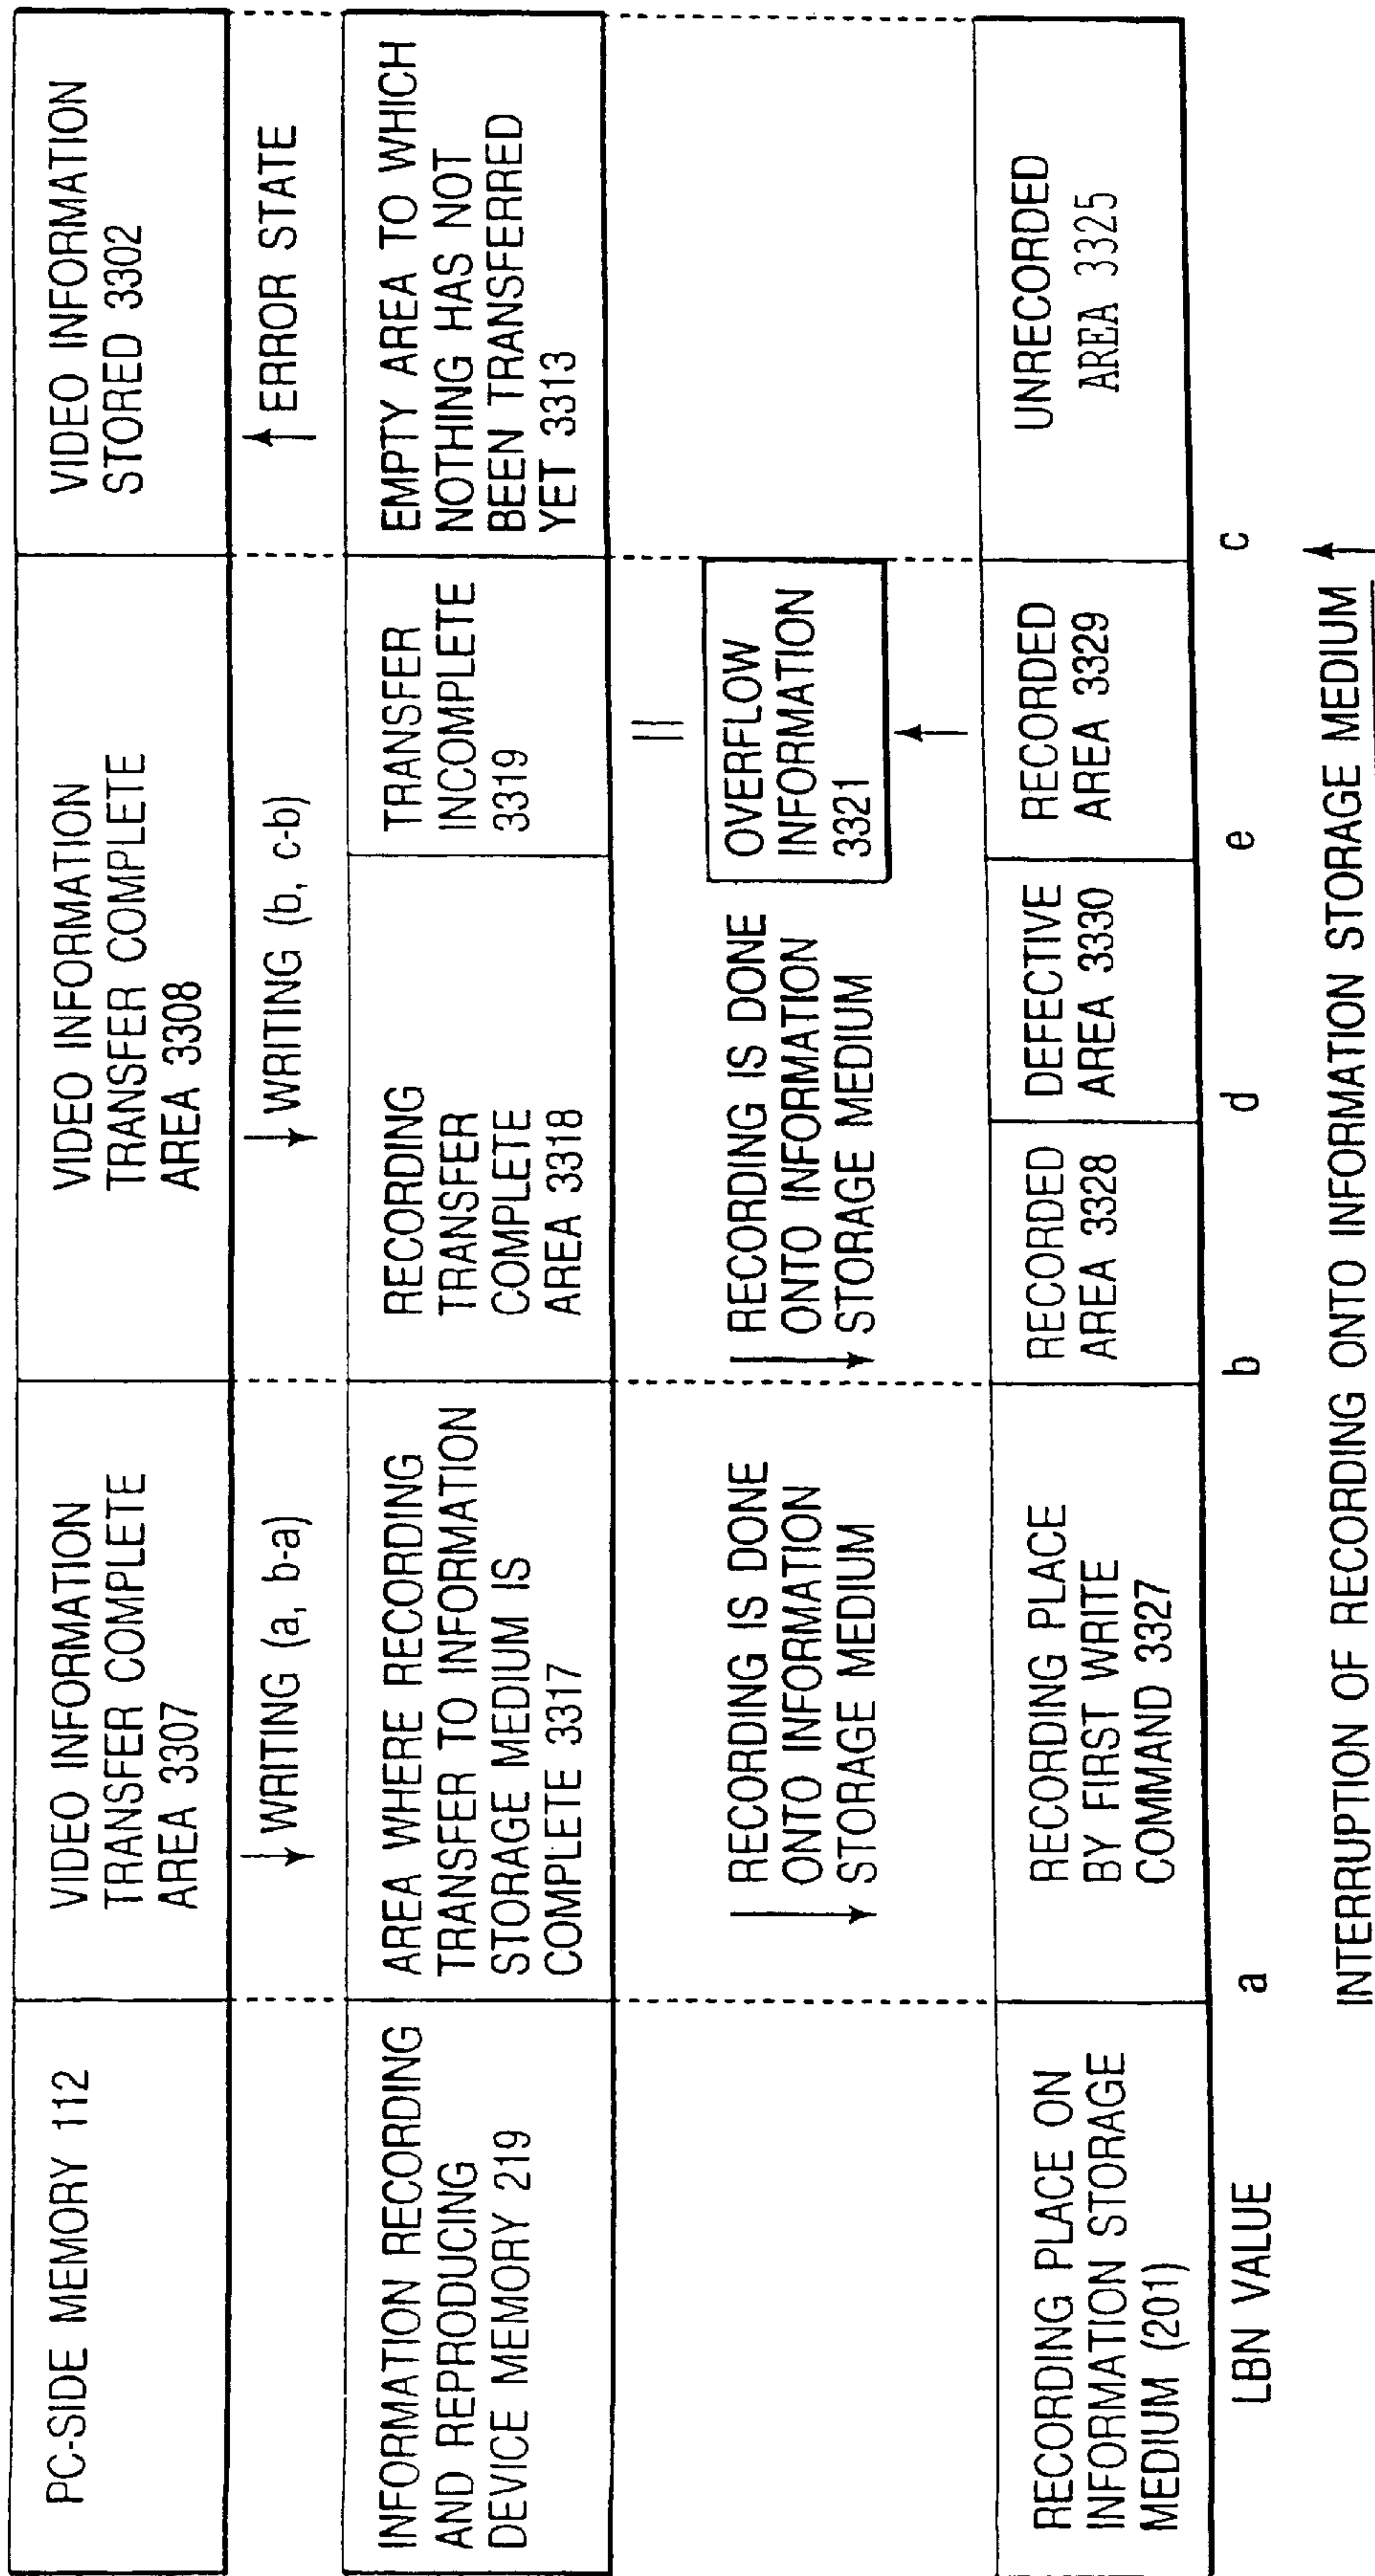 PC-SIDE MEMORY 112
VIDEO INFORMATION
TRANSFER COMPLETE
AREA 3307
VIDEO INFORMATION
TRANSFER COMPLETE
AREA 3308
VIDEO INFORMATION
STORED 3302
WRITING (a, b-a)
WRITING (b, c-b)
ERROR STATE
INFORMATION RECORDING
AND REPRODUCING
DEVICE MEMORY 219
AREA WHERE RECORDING
TRANSFER TO INFORMATION
STORAGE MEDIUM IS
COMPLETE 3317
RECORDING
TRANSFER
COMPLETE
AREA 3318
TRANSFER
INCOMPLETE
3319
EMPTY AREA TO WHICH
NOTHING HAS NOT
BEEN TRANSFERRED
YET 3313
RECORDING IS DONE
ONTO INFORMATION
STORAGE MEDIUM
RECORDING IS DONE
ONTO INFORMATION
STORAGE MEDIUM
OVERFLOW
INFORMATION
3321
RECORDING PLACE ON
INFORMATION STORAGE
MEDIUM (201)
RECORDING PLACE
BY FIRST WRITE
COMMAND 3327
RECORDED
AREA 3328
DEFECTIVE
AREA 3330
RECORDED
AREA 3329
UNRECORDED
AREA 3325
LBN VALUE
a
b
d
e
c
INTERRUPTION OF RECORDING ONTO INFORMATION STORAGE MEDIUM